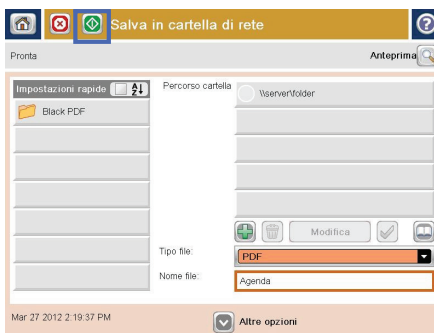 Salva in cartella di rete
Pronta
Anteprima
Impostazioni rapide
Percorso cartella
\\server\folder
Black PDF
Modifica
Tipo file:
PDF
Nome file:
Agenda
Mar 27 2012 2:19:37 PM
Altre opzioni